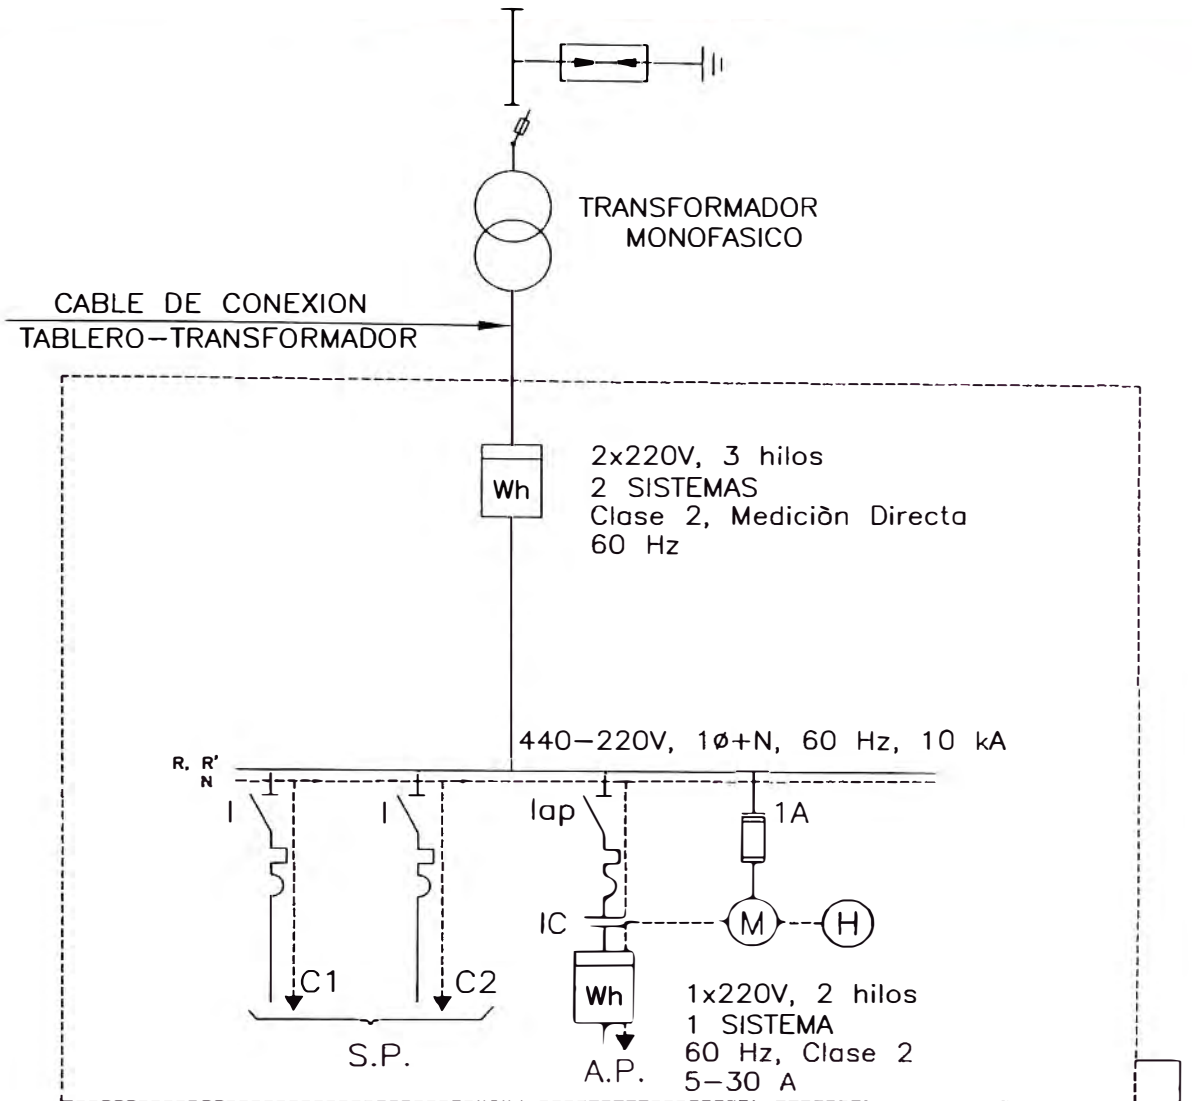 TRANSFORMADOR
MONOFASICO
CABLE DE CONEXION
TABLERO-TRANSFORMADOR
Wh
2x220V, 3 hilos
2 SISTEMAS
Clase 2, Mediciòn Directa
60 Hz
440-220V, 1ø+N, 60 Hz, 10 kA
R, R'
N
I
I
Iap
1A
IC
M
H
C1
C2
Wh
1x220V, 2 hilos
1 SISTEMA
60 Hz, Clase 2
5-30 A
S.P.
A.P.